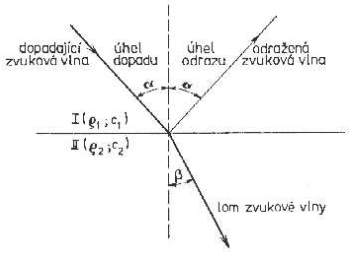 dopadající
zvuková vlna
úhel
dopadu
úhel
odrazu
odražená
zvuková vlna
α
α
I(ϱ₁;c₁)
II(ϱ₂;c₂)
β
lom zvukové vlny